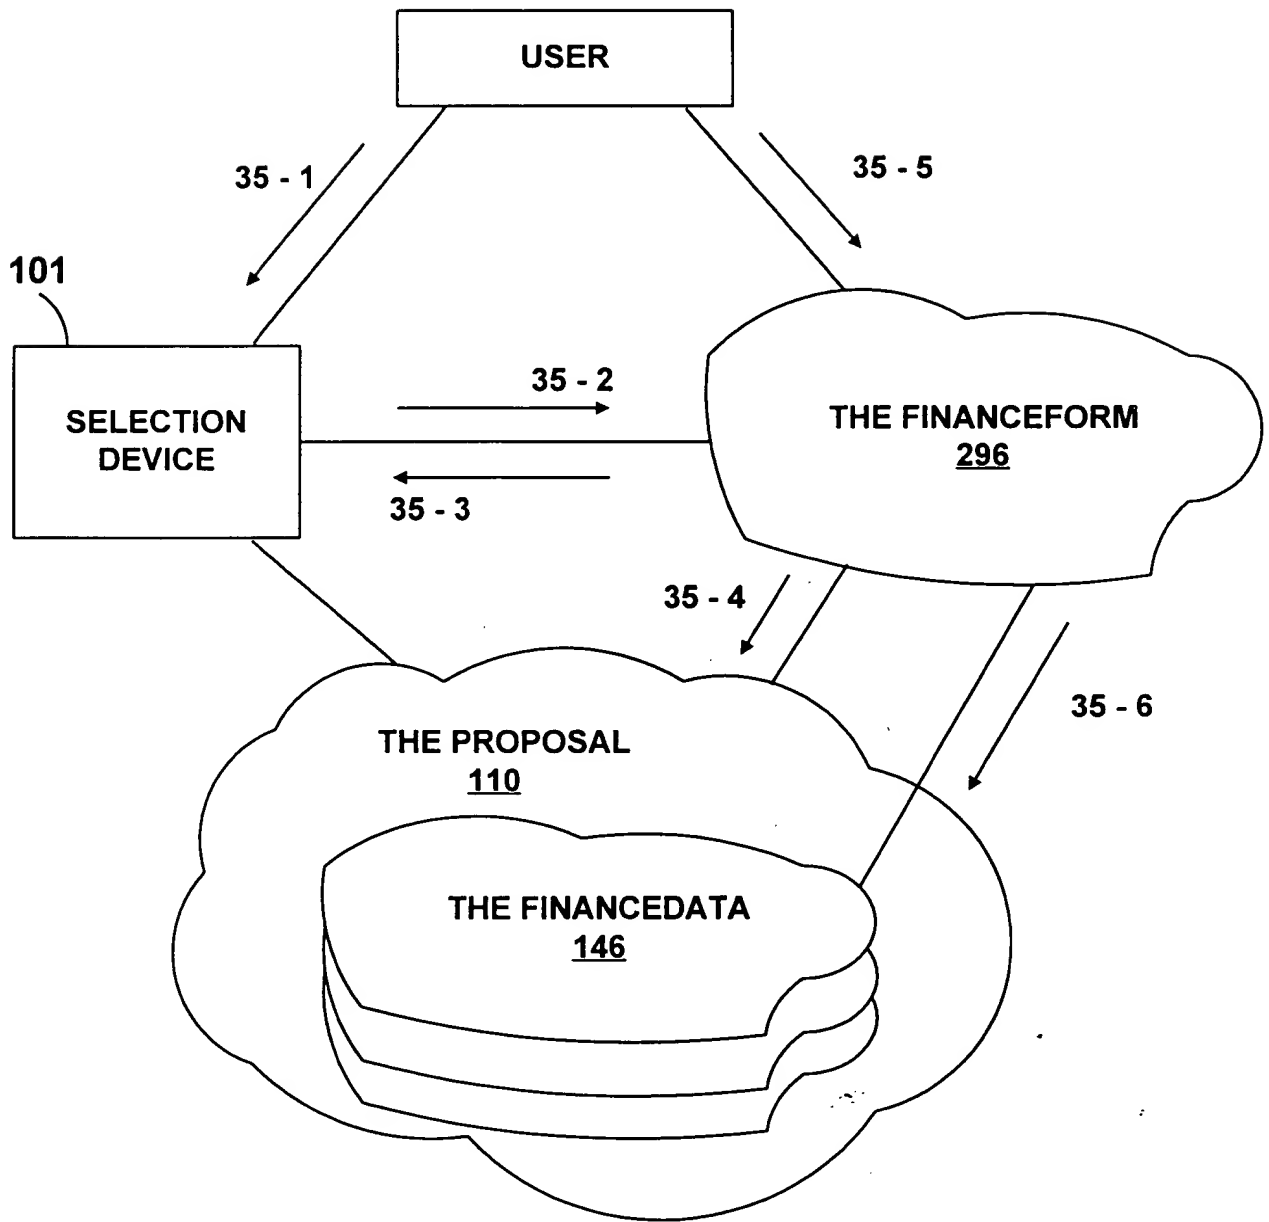 USER
35 - 1
35 - 5
101
SELECTION
DEVICE
35 - 2
35 - 3
THE FINANCEFORM
296
35 - 4
35 - 6
THE PROPOSAL
110
THE FINANCEDATA
146